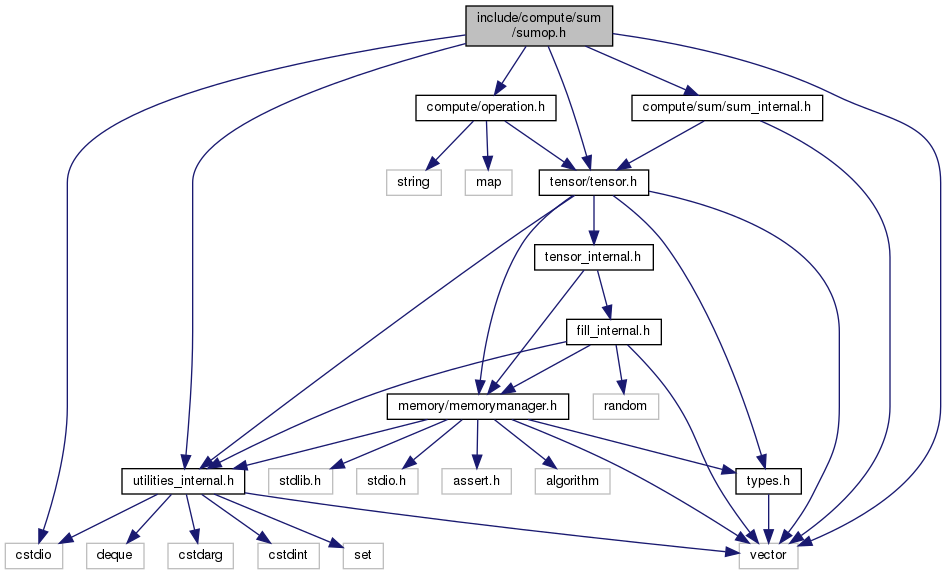 include/compute/sum
/sumop.h
compute/operation.h
compute/sum/sum_internal.h
string
map
tensor/tensor.h
tensor_internal.h
fill_internal.h
memory/memorymanager.h
random
utilities_internal.h
stdlib.h
stdio.h
assert.h
algorithm
types.h
cstdio
deque
cstdarg
cstdint
set
vector